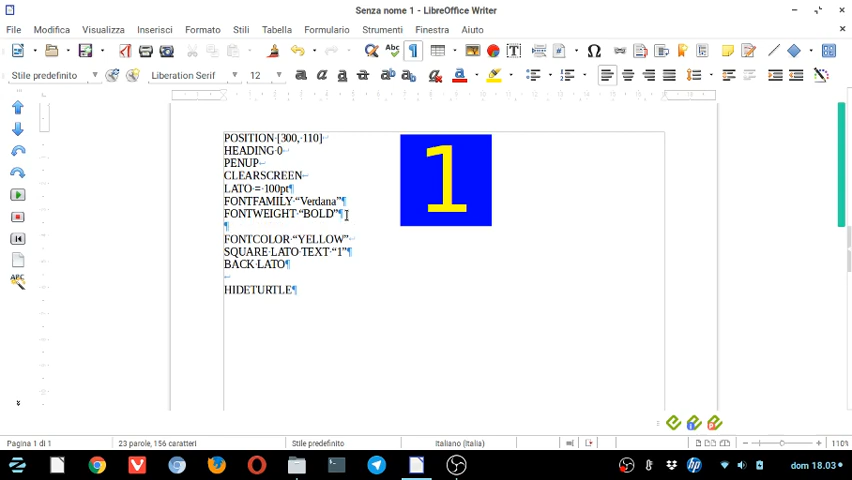 Senza nome 1 - LibreOffice Writer
File Modifica Visualizza Inserisci Formato Stili Tabella Formulario Strumenti Finestra Aiuto
Stile predefinito Liberation Serif 12
POSITION [300, 110]
HEADING 0
PENUP
CLEARSCREEN
LATO = 100pt
FONTFAMILY “Verdana”
FONTWEIGHT “BOLD”
FONTCOLOR “YELLOW”
SQUARE LATO TEXT “1”
BACK LATO
HIDETURTLE
1
Pagina 1 di 1 23 parole, 156 caratteri Stile predefinito Italiano (Italia) 110%
dom 18.03